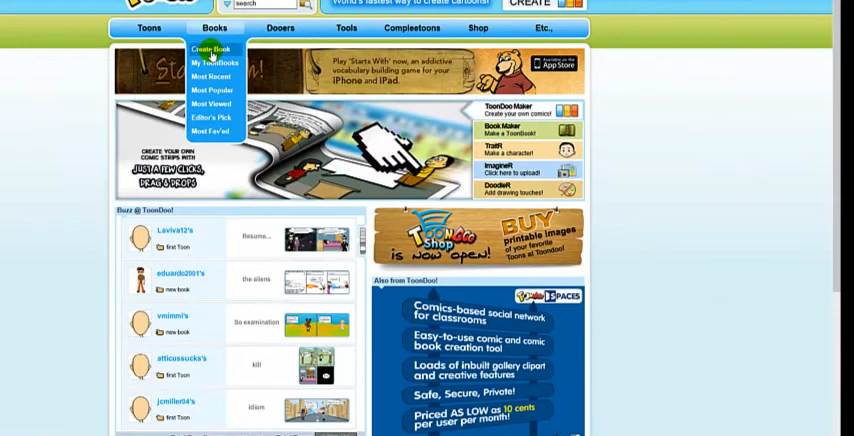 search
World's fastest way to create cartoons!
CREATE
Toons
Books
Dooers
Tools
Compleetoons
Shop
Etc.,
Create Book
My ToonBooks
Most Recent
Most Popular
Most Viewed
Editor's Pick
Most Fav'ed
Play 'Starts With' now, an addictive
vocabulary building game for your
iPhone and iPad.
Available on the
App Store
CREATE YOUR OWN
COMIC STRIPS WITH
JUST A FEW CLICKS,
DRAG & DROPS
ToonDoo Maker
Create your own comics!
Book Maker
Make a ToonBook!
TraitR
Make a character!
ImagineR
Click here to upload!
DoodleR
Add drawing touches!
Buzz @ ToonDoo!
Laviva12's
first Toon
Resume...
eduardo2001's
new book
the aliens
vmimmi's
new book
So examination
atticussucks's
first Toon
kill
jcmiller04's
first Toon
idiom
ToonDoo
Shop
is now open!
BUY
printable images
of your favorite
Toons at Toondoo!
Also from ToonDoo!
SPACES
Comics-based social network
for classrooms
Easy-to-use comic and comic
book creation tool
Loads of inbuilt gallery clipart
and creative features
Safe, Secure, Private!
Priced AS LOW as 10 cents
per user per month!